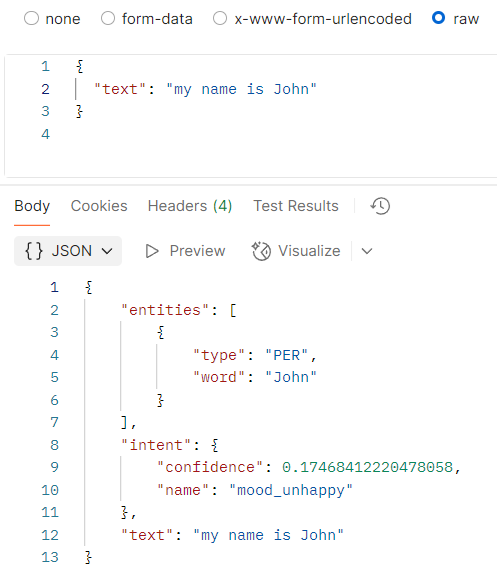 none form-data x-www-form-urlencoded raw
1 {
2 "text": "my name is John"
3 }
4
Body Cookies Headers (4) Test Results
{} JSON Preview Visualize
1 {
2 "entities": [
3 {
4 "type": "PER",
5 "word": "John"
6 }
7 ],
8 "intent": {
9 "confidence": 0.17468412220478058,
10 "name": "mood_unhappy"
11 },
12 "text": "my name is John"
13 }